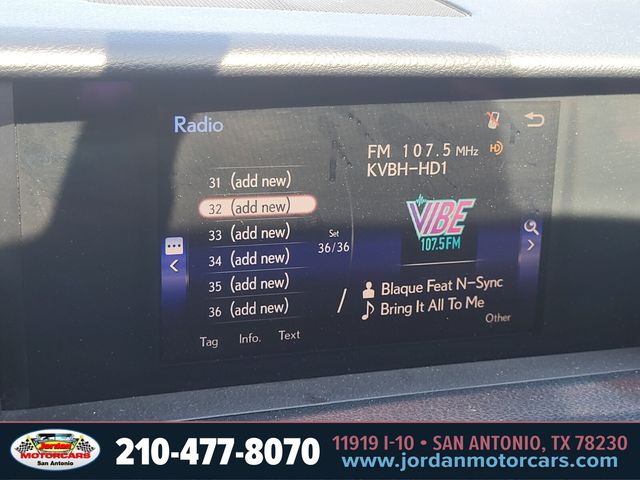 Radio
FM 107.5 MHz HD
KVBH-HD1
31 (add new)
32 (add new)
33 (add new)
34 (add new)
35 (add new)
36 (add new)
Set
36/36
VIBE
107.5 FM
Blaque Feat N-Sync
Bring It All To Me
Other
Tag Info. Text
Jordan
MOTORCARS
San Antonio
210-477-8070
11919 I-10 • SAN ANTONIO, TX 78230
www.jordanmotorcars.com